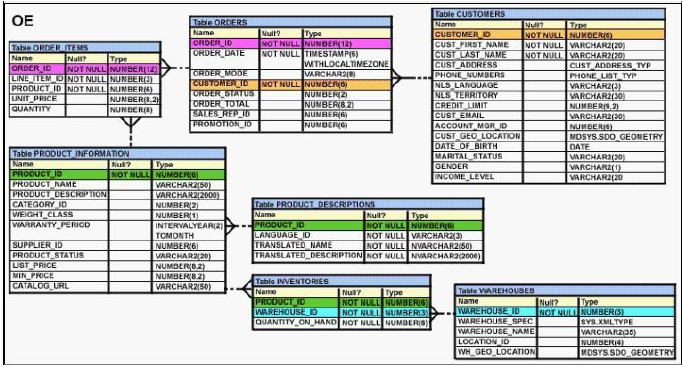 OE
Table ORDER_ITEMS
Name Null? Type
ORDER_ID NOT NULL NUMBER(12)
LINE_ITEM_ID NOT NULL NUMBER(3)
PRODUCT_ID NOT NULL NUMBER(6)
UNIT_PRICE NUMBER(8,2)
QUANTITY NUMBER(8)
Table ORDERS
Name Null? Type
ORDER_ID NOT NULL NUMBER(12)
ORDER_DATE NOT NULL TIMESTAMP(6)
WITHLOCALTIMEZONE
ORDER_MODE VARCHAR2(8)
CUSTOMER_ID NOT NULL NUMBER(6)
ORDER_STATUS NUMBER(2)
ORDER_TOTAL NUMBER(8,2)
SALES_REP_ID NUMBER(6)
PROMOTION_ID NUMBER(6)
Table CUSTOMERS
Name Null? Type
CUSTOMER_ID NOT NULL NUMBER(6)
CUST_FIRST_NAME NOT NULL VARCHAR2(20)
CUST_LAST_NAME NOT NULL VARCHAR2(20)
CUST_ADDRESS CUST_ADDRESS_TYP
PHONE_NUMBERS PHONE_LIST_TYP
NLS_LANGUAGE VARCHAR2(3)
NLS_TERRITORY VARCHAR2(30)
CREDIT_LIMIT NUMBER(9,2)
CUST_EMAIL VARCHAR2(30)
ACCOUNT_MGR_ID NUMBER(6)
CUST_GEO_LOCATION MDSYS.SDO_GEOMETRY
DATE_OF_BIRTH DATE
MARITAL_STATUS VARCHAR2(20)
GENDER VARCHAR2(1)
INCOME_LEVEL VARCHAR2(20
Table PRODUCT_INFORMATION
Name Null? Type
PRODUCT_ID NOT NULL NUMBER(6)
PRODUCT_NAME VARCHAR2(50)
PRODUCT_DESCRIPTION VARCHAR2(2000)
CATEGORY_ID NUMBER(2)
WEIGHT_CLASS NUMBER(1)
WARRANTY_PERIOD INTERVALYEAR(2)
TOMONTH
SUPPLIER_ID NUMBER(6)
PRODUCT_STATUS VARCHAR2(20)
LIST_PRICE NUMBER(8,2)
MIN_PRICE NUMBER(8,2)
CATALOG_URL VARCHAR2(50)
Table PRODUCT_DESCRIPTIONS
Name Null? Type
PRODUCT_ID NOT NULL NUMBER(6)
LANGUAGE_ID NOT NULL VARCHAR2(3)
TRANSLATED_NAME NOT NULL NVARCHAR2(50)
TRANSLATED_DESCRIPTION NOT NULL NVARCHAR2(2000)
Table INVENTORIES
Name Null? Type
PRODUCT_ID NOT NULL NUMBER(6)
WAREHOUSE_ID NOT NULL NUMBER(3)
QUANTITY_ON_HAND NOT NULL NUMBER(8)
Table WAREHOUSES
Name Null? Type
WAREHOUSE_ID NOT NULL NUMBER(3)
WAREHOUSE_SPEC SYS.XMLTYPE
WAREHOUSE_NAME VARCHAR2(35)
LOCATION_ID NUMBER(4)
WH_GEO_LOCATION MDSYS.SDO_GEOMETRY